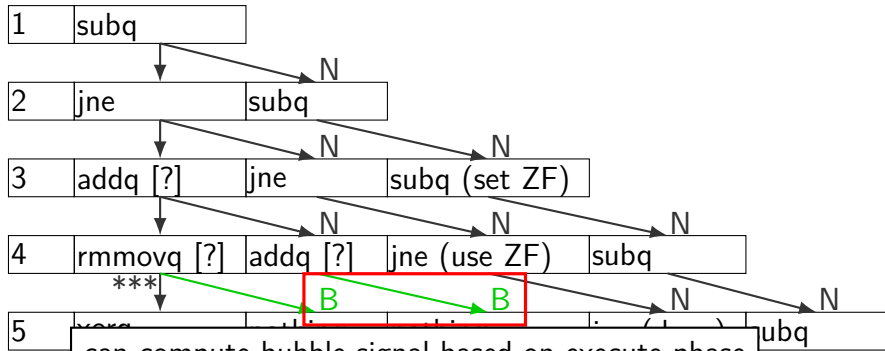 1 subq
N
2 jne subq
N N
3 addq [?] jne subq (set ZF)
N N N
4 rmmovq [?] addq [?] jne (use ZF) subq
*** B B N N
5 subq
can compute bubble signal based on execute phase